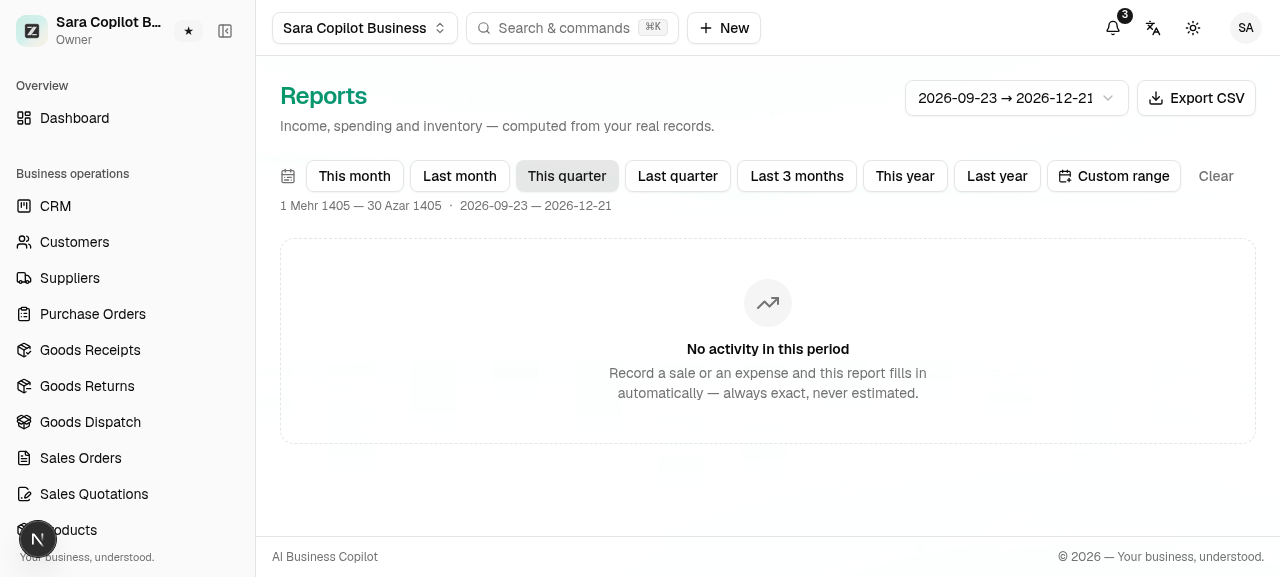 Sara Copilot B...
Owner
Overview
Dashboard
Business operations
CRM
Customers
Suppliers
Purchase Orders
Goods Receipts
Goods Returns
Goods Dispatch
Sales Orders
Sales Quotations
oducts
N
Your business, understood.
Sara Copilot Business
Search & commands
⌘K
New
3
SA
Reports
Income, spending and inventory — computed from your real records.
2026-09-23 → 2026-12-21
Export CSV
This month
Last month
This quarter
Last quarter
Last 3 months
This year
Last year
Custom range
Clear
1 Mehr 1405 — 30 Azar 1405 · 2026-09-23 — 2026-12-21
No activity in this period
Record a sale or an expense and this report fills in
automatically — always exact, never estimated.
AI Business Copilot
© 2026 — Your business, understood.